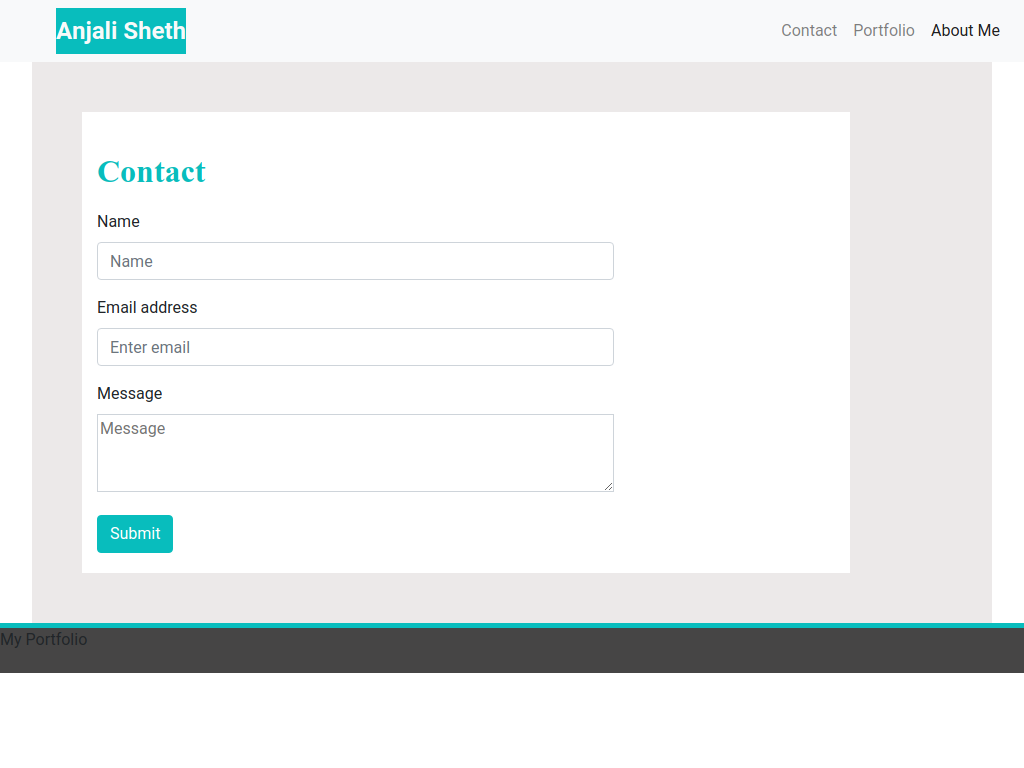 Anjali Sheth
Contact Portfolio About Me
Contact
Name
Name
Email address
Enter email
Message
Message
Submit
My Portfolio